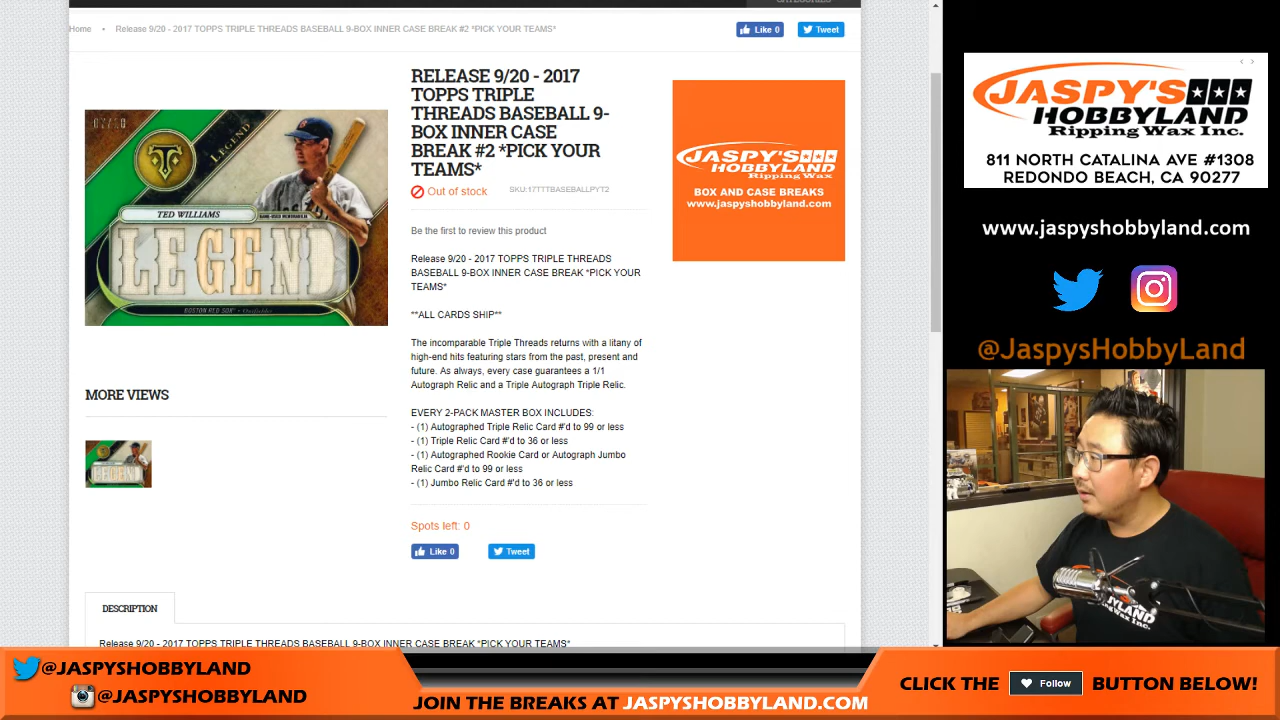 CATEGORIES
Home • Release 9/20 - 2017 TOPPS TRIPLE THREADS BASEBALL 9-BOX INNER CASE BREAK #2 *PICK YOUR TEAMS*
Like 0
Tweet
LEGEND
TED WILLIAMS
GAME-USED MEMORABILIA
LEGEND
BOSTON RED SOX® • Outfielder
MORE VIEWS
LEGEND
RELEASE 9/20 - 2017
TOPPS TRIPLE
THREADS BASEBALL 9-
BOX INNER CASE
BREAK #2 *PICK YOUR
TEAMS*
Out of stock
SKU:17TTTBASEBALLPYT2
Be the first to review this product
Release 9/20 - 2017 TOPPS TRIPLE THREADS
BASEBALL 9-BOX INNER CASE BREAK *PICK YOUR
TEAMS*
**ALL CARDS SHIP**
The incomparable Triple Threads returns with a litany of
high-end hits featuring stars from the past, present and
future. As always, every case guarantees a 1/1
Autograph Relic and a Triple Autograph Triple Relic.
EVERY 2-PACK MASTER BOX INCLUDES:
- (1) Autographed Triple Relic Card #'d to 99 or less
- (1) Triple Relic Card #'d to 36 or less
- (1) Autographed Rookie Card or Autograph Jumbo
Relic Card #'d to 99 or less
- (1) Jumbo Relic Card #'d to 36 or less
Spots left: 0
Like 0
Tweet
JASPY'S
HOBBYLAND
Ripping Wax
BOX AND CASE BREAKS
www.jaspyshobbyland.com
DESCRIPTION
Release 9/20 - 2017 TOPPS TRIPLE THREADS BASEBALL 9-BOX INNER CASE BREAK *PICK YOUR TEAMS*
JASPY'S
HOBBYLAND
Ripping Wax Inc.
811 NORTH CATALINA AVE #1308
REDONDO BEACH, CA 90277
www.jaspyshobbyland.com
@JaspysHobbyLand
@JASPYSHOBBYLAND
@JASPYSHOBBYLAND
JOIN THE BREAKS AT JASPYSHOBBYLAND.COM
CLICK THE Follow BUTTON BELOW!